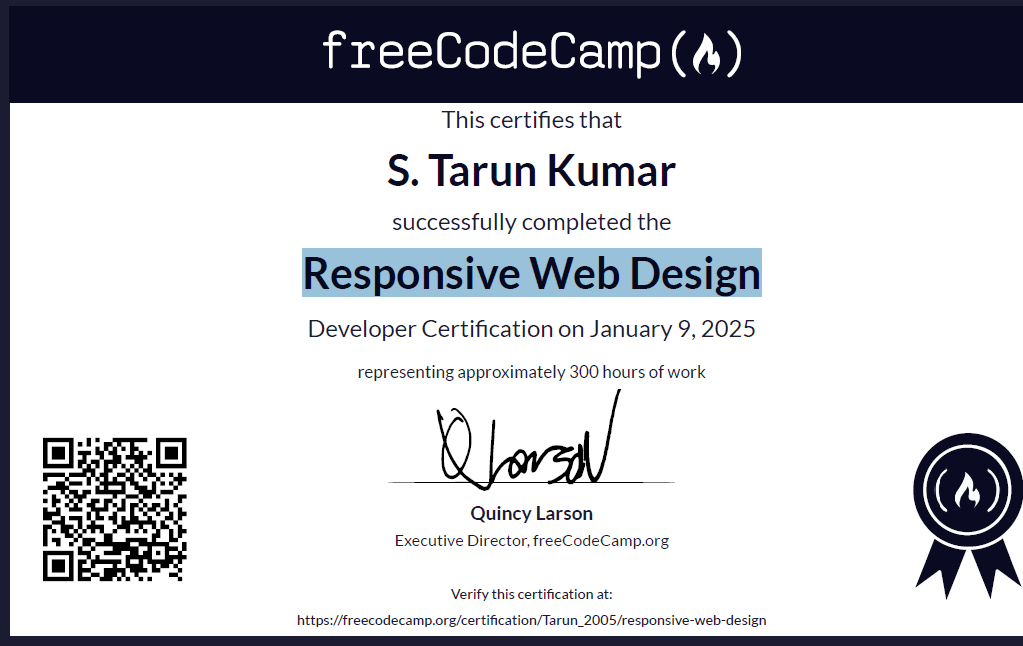 freeCodeCamp
This certifies that
S. Tarun Kumar
successfully completed the
Responsive Web Design
Developer Certification on January 9, 2025
representing approximately 300 hours of work
Q Larson
Quincy Larson
Executive Director, freeCodeCamp.org
Verify this certification at:
https://freecodecamp.org/certification/Tarun_2005/responsive-web-design